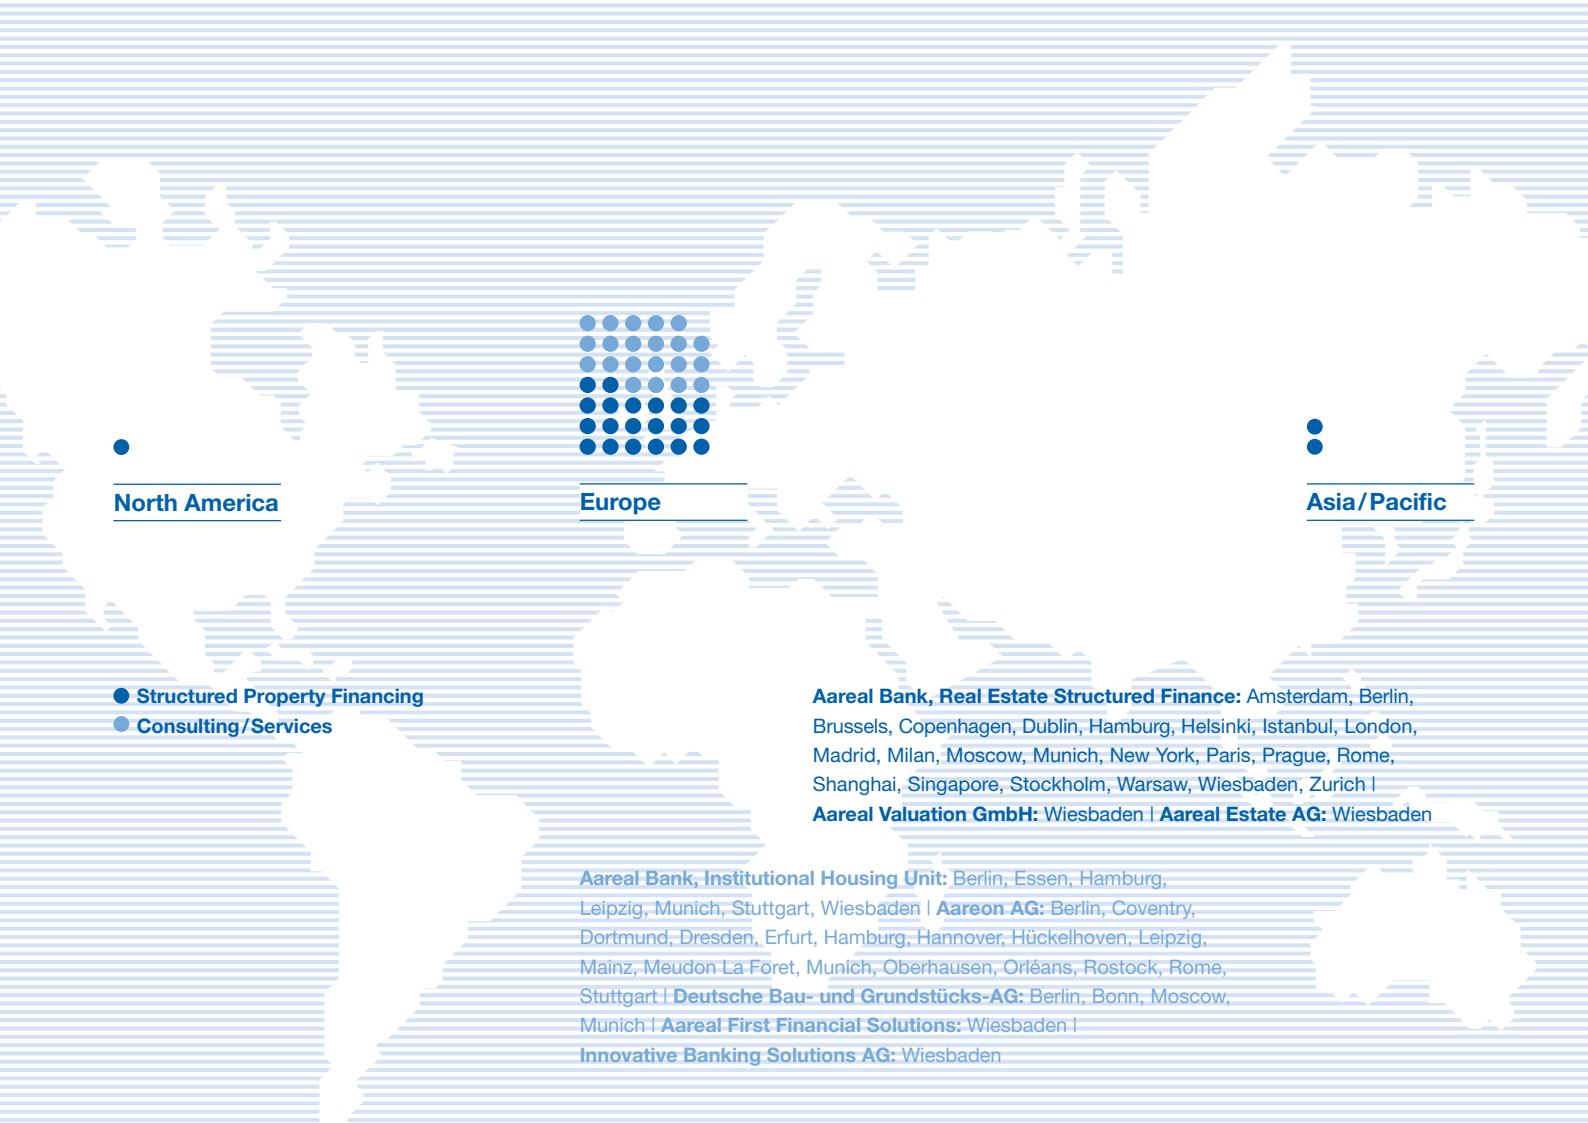 North America
Europe
Asia/Pacific
Structured Property Financing
Consulting/Services
Aareal Bank, Real Estate Structured Finance: Amsterdam, Berlin,
Brussels, Copenhagen, Dublin, Hamburg, Helsinki, Istanbul, London,
Madrid, Milan, Moscow, Munich, New York, Paris, Prague, Rome,
Shanghai, Singapore, Stockholm, Warsaw, Wiesbaden, Zurich |
Aareal Valuation GmbH: Wiesbaden | Aareal Estate AG: Wiesbaden
Aareal Bank, Institutional Housing Unit: Berlin, Essen, Hamburg,
Leipzig, Munich, Stuttgart, Wiesbaden | Aareon AG: Berlin, Coventry,
Dortmund, Dresden, Erfurt, Hamburg, Hannover, Hückelhoven, Leipzig,
Mainz, Meudon La Foret, Munich, Oberhausen, Orléans, Rostock, Rome,
Stuttgart | Deutsche Bau- und Grundstücks-AG: Berlin, Bonn, Moscow,
Munich | Aareal First Financial Solutions: Wiesbaden |
Innovative Banking Solutions AG: Wiesbaden